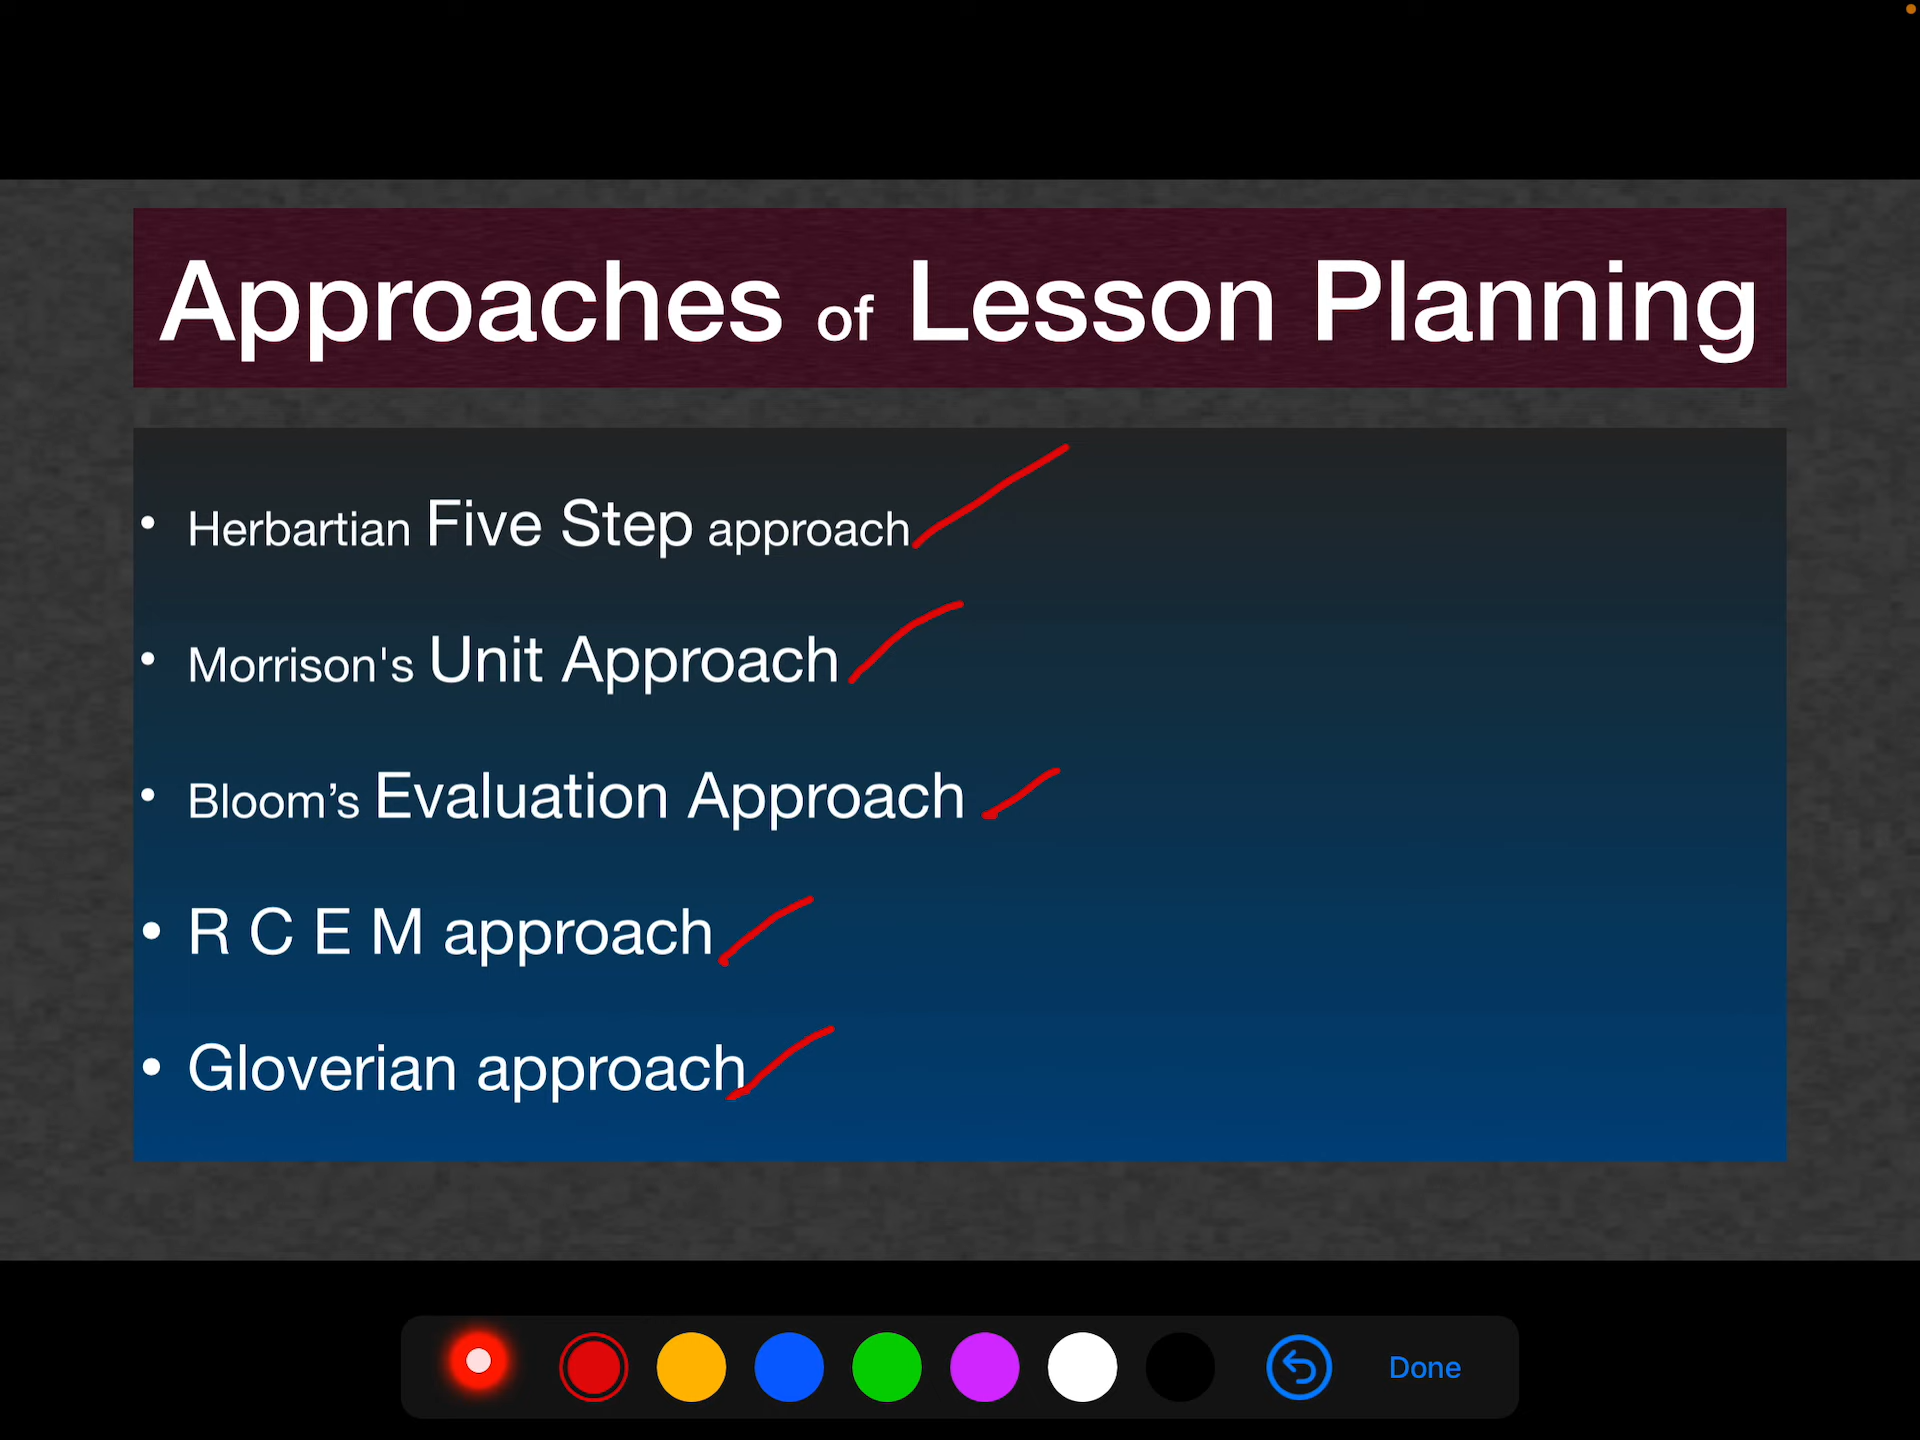 Approaches of Lesson Planning
• Herbartian Five Step approach
• Morrison's Unit Approach
• Bloom’s Evaluation Approach
• R C E M approach
• Gloverian approach
Done